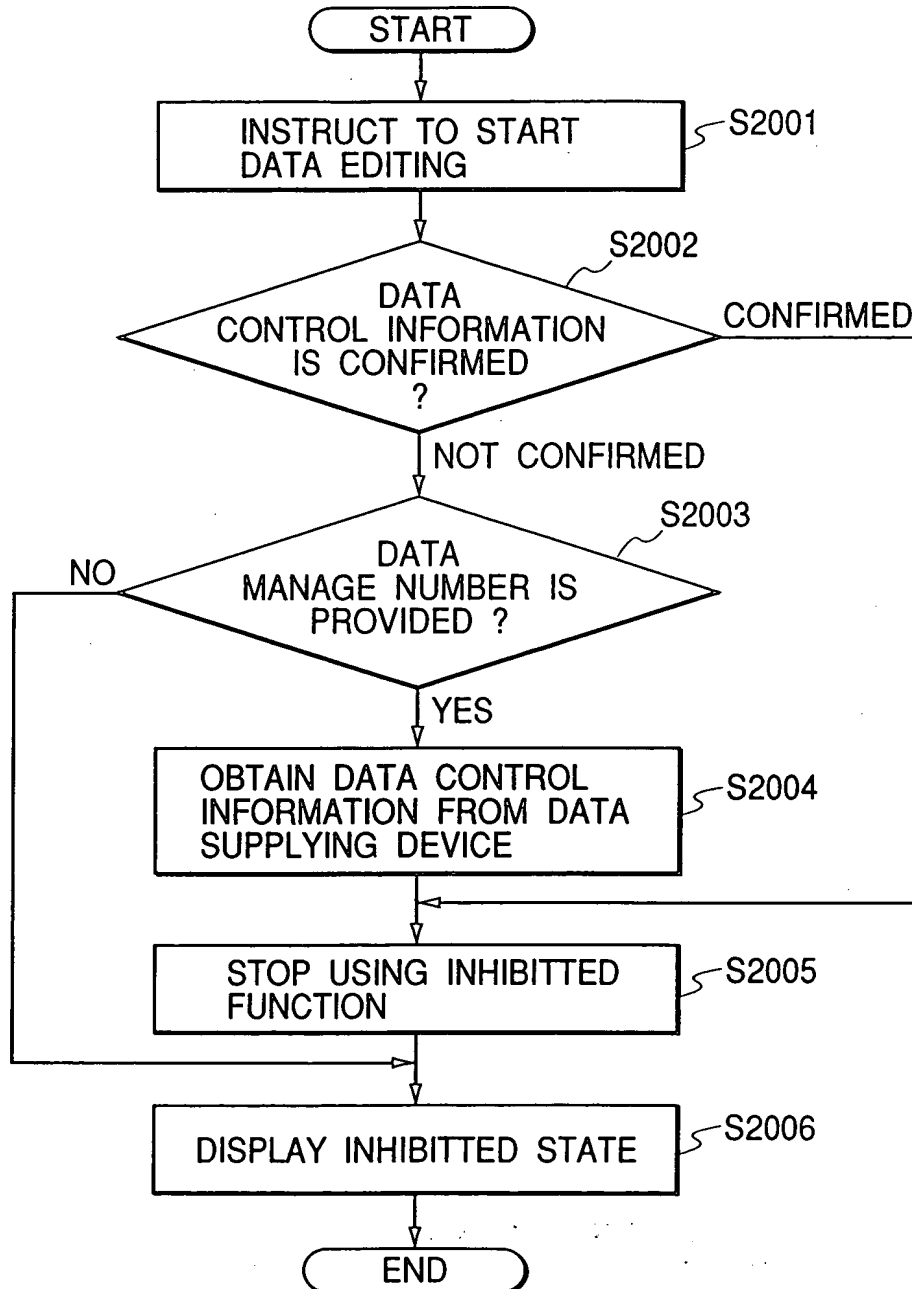 START
INSTRUCT TO START
DATA EDITING
S2001
S2002
DATA
CONTROL INFORMATION
IS CONFIRMED
?
CONFIRMED
NOT CONFIRMED
S2003
DATA
MANAGE NUMBER IS
PROVIDED ?
NO
YES
OBTAIN DATA CONTROL
INFORMATION FROM DATA
SUPPLYING DEVICE
S2004
STOP USING INHIBITTED
FUNCTION
S2005
DISPLAY INHIBITTED STATE
S2006
END